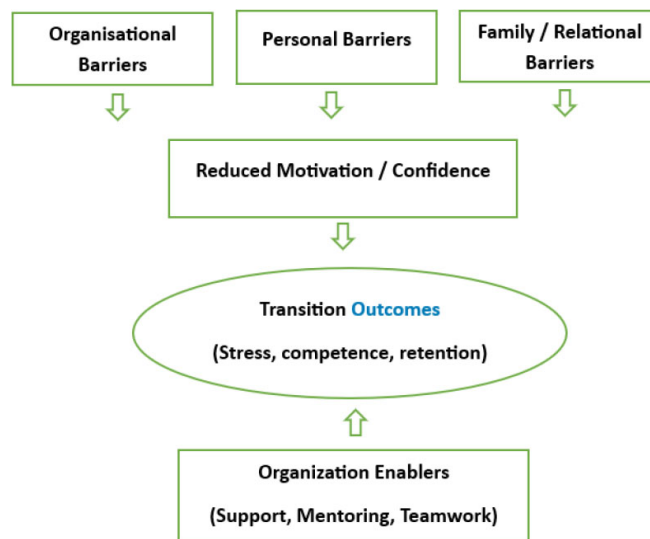 Organisational
Barriers
Personal Barriers
Family / Relational
Barriers
Reduced Motivation / Confidence
Transition Outcomes
(Stress, competence, retention)
Organization Enablers
(Support, Mentoring, Teamwork)